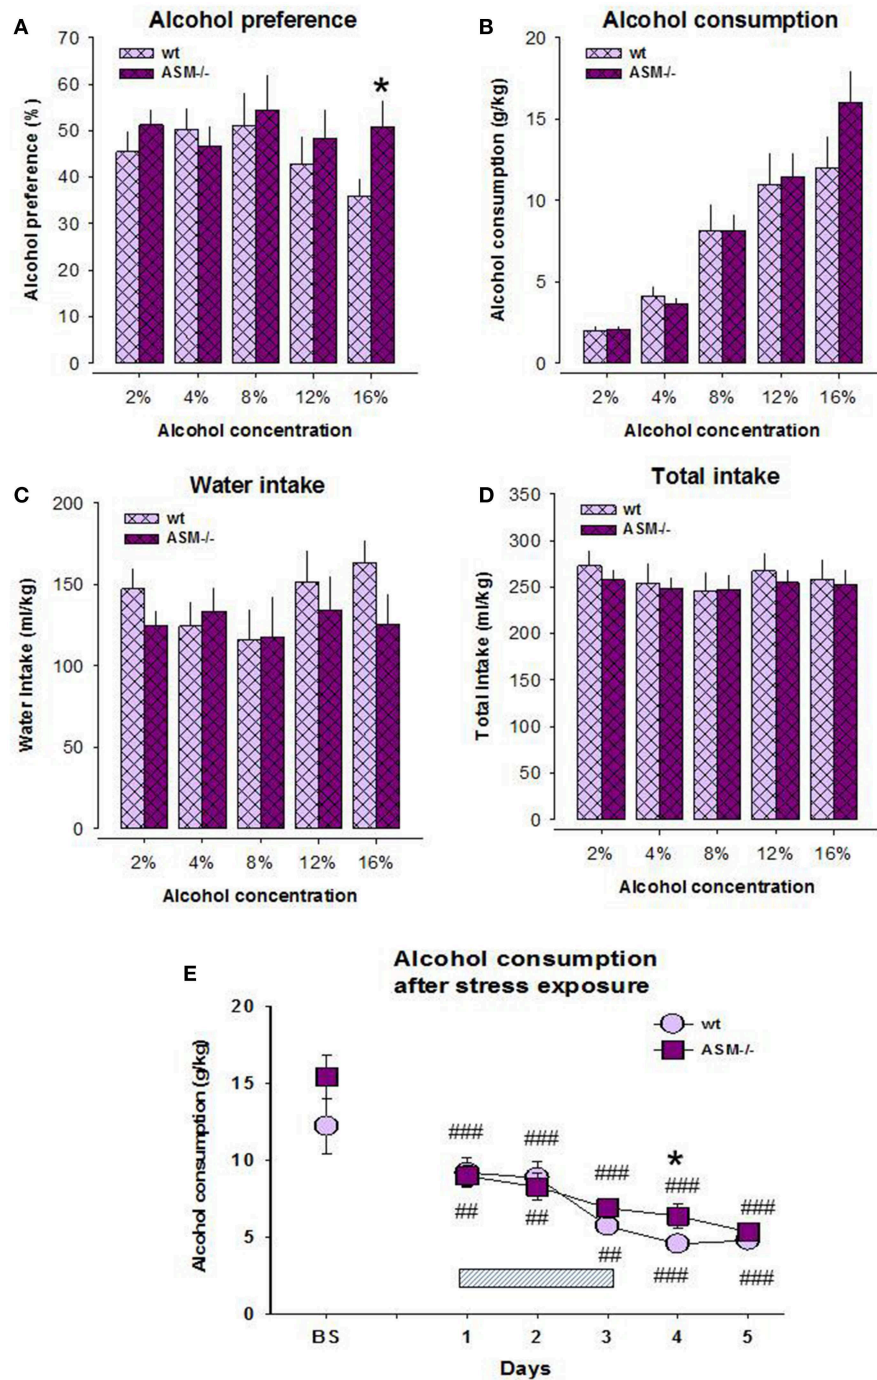 A
Alcohol preference
wt
ASM-/-
*
Alcohol preference (%)
70
60
50
40
30
20
10
0
2% 4% 8% 12% 16%
Alcohol concentration
B
Alcohol consumption
wt
ASM-/-
Alcohol consumption (g/kg)
20
15
10
5
0
2% 4% 8% 12% 16%
Alcohol concentration
C
Water intake
wt
ASM-/-
Water Intake (ml/kg)
200
150
100
50
0
2% 4% 8% 12% 16%
Alcohol concentration
D
Total intake
wt
ASM-/-
Total Intake (ml/kg)
350
300
250
200
150
100
50
0
2% 4% 8% 12% 16%
Alcohol concentration
E
Alcohol consumption
after stress exposure
wt
ASM-/-
Alcohol consumption (g/kg)
20
15
10
5
0
### ### ### * ### ###
## ## ## ### ###
BS 1 2 3 4 5
Days